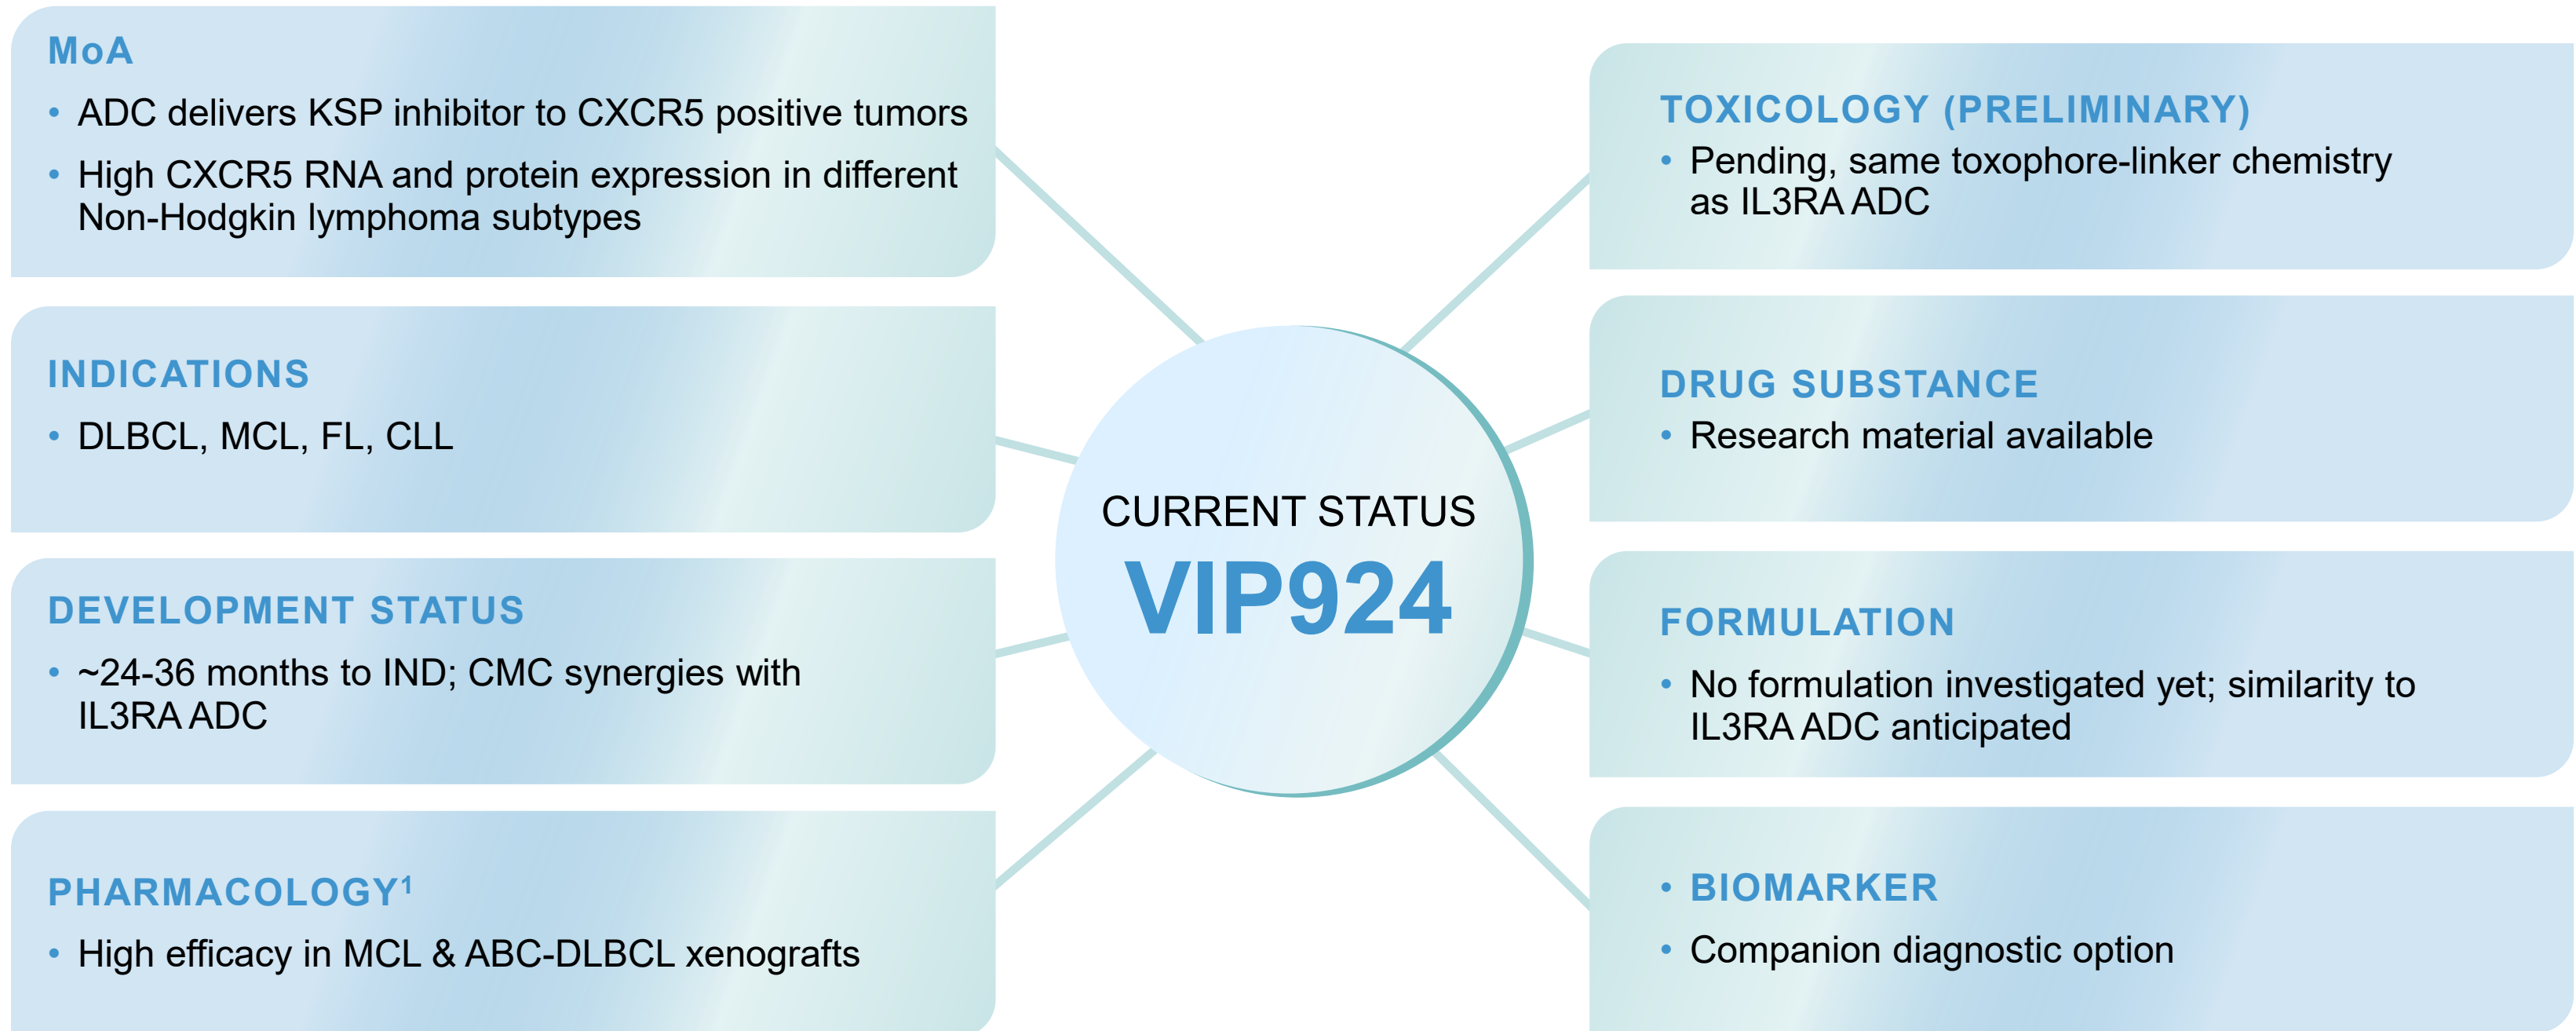 MoA
• ADC delivers KSP inhibitor to CXCR5 positive tumors
• High CXCR5 RNA and protein expression in different
Non-Hodgkin lymphoma subtypes
INDICATIONS
• DLBCL, MCL, FL, CLL
DEVELOPMENT STATUS
• ~24-36 months to IND; CMC synergies with
IL3RA ADC
PHARMACOLOGY¹
• High efficacy in MCL & ABC-DLBCL xenografts
CURRENT STATUS
VIP924
TOXICOLOGY (PRELIMINARY)
• Pending, same toxophore-linker chemistry
as IL3RA ADC
DRUG SUBSTANCE
• Research material available
FORMULATION
• No formulation investigated yet; similarity to
IL3RA ADC anticipated
• BIOMARKER
• Companion diagnostic option